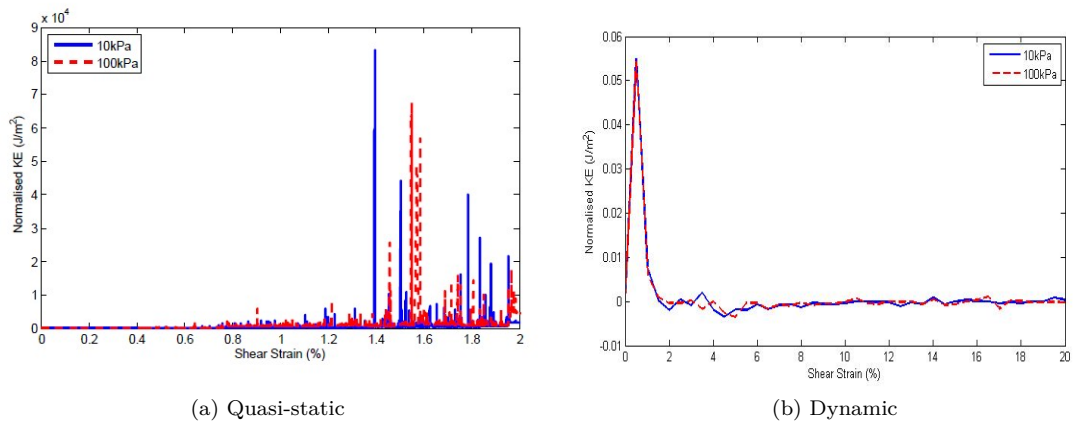 x 10⁴
9
8
7
6
5
4
3
2
1
0
Normalised KE (J/m²)
10kPa
100kPa
0 0.2 0.4 0.6 0.8 1 1.2 1.4 1.6 1.8 2
Shear Strain (%)
(a) Quasi-static
0.06
0.05
0.04
0.03
0.02
0.01
0
-0.01
Normalised KE (J/m²)
10kPa
100kPa
0 2 4 6 8 10 12 14 16 18 20
Shear Strain (%)
(b) Dynamic